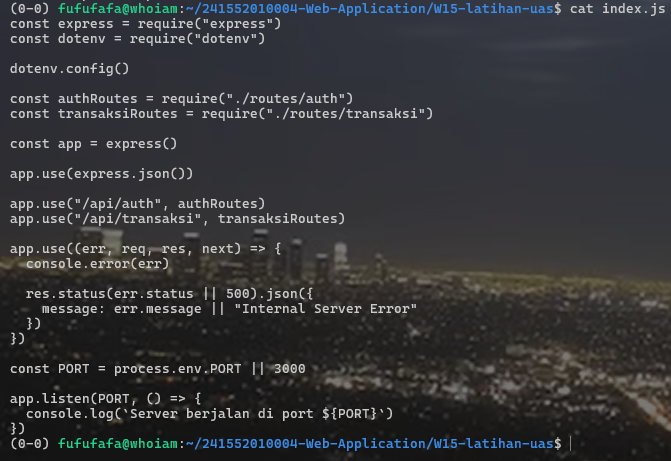 (0-0) fufufafa@whoiam:~/241552010004-Web-Application/W15-latihan-uas$ cat index.js
const express = require("express")
const dotenv = require("dotenv")
dotenv.config()
const authRoutes = require("./routes/auth")
const transaksiRoutes = require("./routes/transaksi")
const app = express()
app.use(express.json())
app.use("/api/auth", authRoutes)
app.use("/api/transaksi", transaksiRoutes)
app.use((err, req, res, next) => {
  console.error(err)
  res.status(err.status || 500).json({
    message: err.message || "Internal Server Error"
  })
})
const PORT = process.env.PORT || 3000
app.listen(PORT, () => {
  console.log(`Server berjalan di port ${PORT}`)
})
(0-0) fufufafa@whoiam:~/241552010004-Web-Application/W15-latihan-uas$